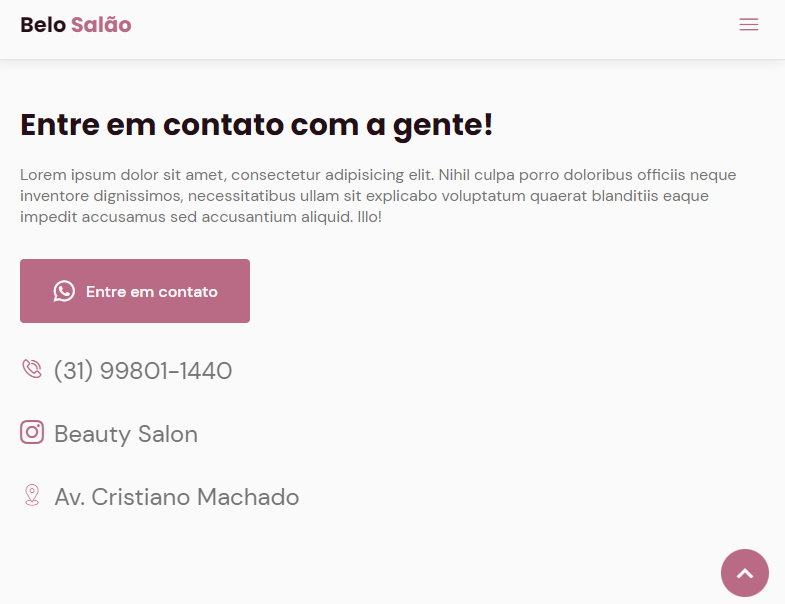 Belo Salão
Entre em contato com a gente!
Lorem ipsum dolor sit amet, consectetur adipisicing elit. Nihil culpa porro doloribus officiis neque
inventore dignissimos, necessitatibus ullam sit explicabo voluptatum quaerat blanditiis eaque
impedit accusamus sed accusantium aliquid. Illo!
Entre em contato
(31) 99801-1440
Beauty Salon
Av. Cristiano Machado